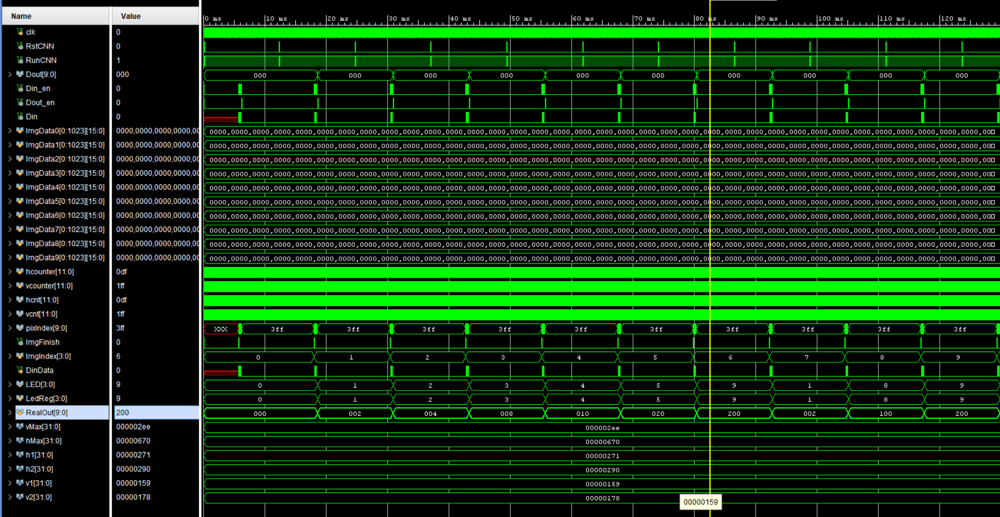 Name Value 0 ms 10 ms 20 ms 30 ms 40 ms 50 ms 60 ms 70 ms 80 ms 90 ms 100 ms 110 ms 120 ms
clk 0
RstCNN 0
RunCNN 1
Dout[9:0] 000 000 000 000 000 000 000 000 000 000 000
Din_en 0
Dout_en 0
Din 0
ImgData0[0:1023][15:0] 0000,0000,0000,0000,00 0000,0000,0000,0000,0000,0000,0000,0000,0000,0000,0000,0000,0000,0000,0000,0000,0000,0000,0000,0000,0000,0000,0000,0000,0000,0000,0000,0000,0000,0000,0000,0000,0000,0000,0000,0000,00
ImgData1[0:1023][15:0] 0000,0000,0000,0000,00 0000,0000,0000,0000,0000,0000,0000,0000,0000,0000,0000,0000,0000,0000,0000,0000,0000,0000,0000,0000,0000,0000,0000,0000,0000,0000,0000,0000,0000,0000,0000,0000,0000,0000,0000,0000,00
ImgData2[0:1023][15:0] 0000,0000,0000,0000,00 0000,0000,0000,0000,0000,0000,0000,0000,0000,0000,0000,0000,0000,0000,0000,0000,0000,0000,0000,0000,0000,0000,0000,0000,0000,0000,0000,0000,0000,0000,0000,0000,0000,0000,0000,0000,00
ImgData3[0:1023][15:0] 0000,0000,0000,0000,00 0000,0000,0000,0000,0000,0000,0000,0000,0000,0000,0000,0000,0000,0000,0000,0000,0000,0000,0000,0000,0000,0000,0000,0000,0000,0000,0000,0000,0000,0000,0000,0000,0000,0000,0000,0000,00
ImgData4[0:1023][15:0] 0000,0000,0000,0000,00 0000,0000,0000,0000,0000,0000,0000,0000,0000,0000,0000,0000,0000,0000,0000,0000,0000,0000,0000,0000,0000,0000,0000,0000,0000,0000,0000,0000,0000,0000,0000,0000,0000,0000,0000,0000,00
ImgData5[0:1023][15:0] 0000,0000,0000,0000,00 0000,0000,0000,0000,0000,0000,0000,0000,0000,0000,0000,0000,0000,0000,0000,0000,0000,0000,0000,0000,0000,0000,0000,0000,0000,0000,0000,0000,0000,0000,0000,0000,0000,0000,0000,0000,00
ImgData6[0:1023][15:0] 0000,0000,0000,0000,00 0000,0000,0000,0000,0000,0000,0000,0000,0000,0000,0000,0000,0000,0000,0000,0000,0000,0000,0000,0000,0000,0000,0000,0000,0000,0000,0000,0000,0000,0000,0000,0000,0000,0000,0000,0000,00
ImgData7[0:1023][15:0] 0000,0000,0000,0000,00 0000,0000,0000,0000,0000,0000,0000,0000,0000,0000,0000,0000,0000,0000,0000,0000,0000,0000,0000,0000,0000,0000,0000,0000,0000,0000,0000,0000,0000,0000,0000,0000,0000,0000,0000,0000,00
ImgData8[0:1023][15:0] 0000,0000,0000,0000,00 0000,0000,0000,0000,0000,0000,0000,0000,0000,0000,0000,0000,0000,0000,0000,0000,0000,0000,0000,0000,0000,0000,0000,0000,0000,0000,0000,0000,0000,0000,0000,0000,0000,0000,0000,0000,00
ImgData9[0:1023][15:0] 0000,0000,0000,0000,00 0000,0000,0000,0000,0000,0000,0000,0000,0000,0000,0000,0000,0000,0000,0000,0000,0000,0000,0000,0000,0000,0000,0000,0000,0000,0000,0000,0000,0000,0000,0000,0000,0000,0000,0000,0000,00
hcounter[11:0] 0df
vcounter[11:0] 1ff
hcnt[11:0] 0df
vcnt[11:0] 1ff
pixIndex[9:0] 3ff XXX 3ff 3ff 3ff 3ff 3ff 3ff 3ff 3ff 3ff 3ff
ImgFinish 0
ImgIndex[3:0] 6 0 1 2 3 4 5 6 7 8 9
DinData 0
LED[3:0] 9 0 1 2 3 4 5 9 1 8 9
LedReg[3:0] 9 0 1 2 3 4 5 9 1 8 9
RealOut[9:0] 200 000 002 004 008 010 020 200 002 100 200
vMax[31:0] 000002ee 000002ee
hMax[31:0] 00000670 00000670
h1[31:0] 00000271 00000271
h2[31:0] 00000290 00000290
v1[31:0] 00000159 00000159
v2[31:0] 00000178 00000178
00000159